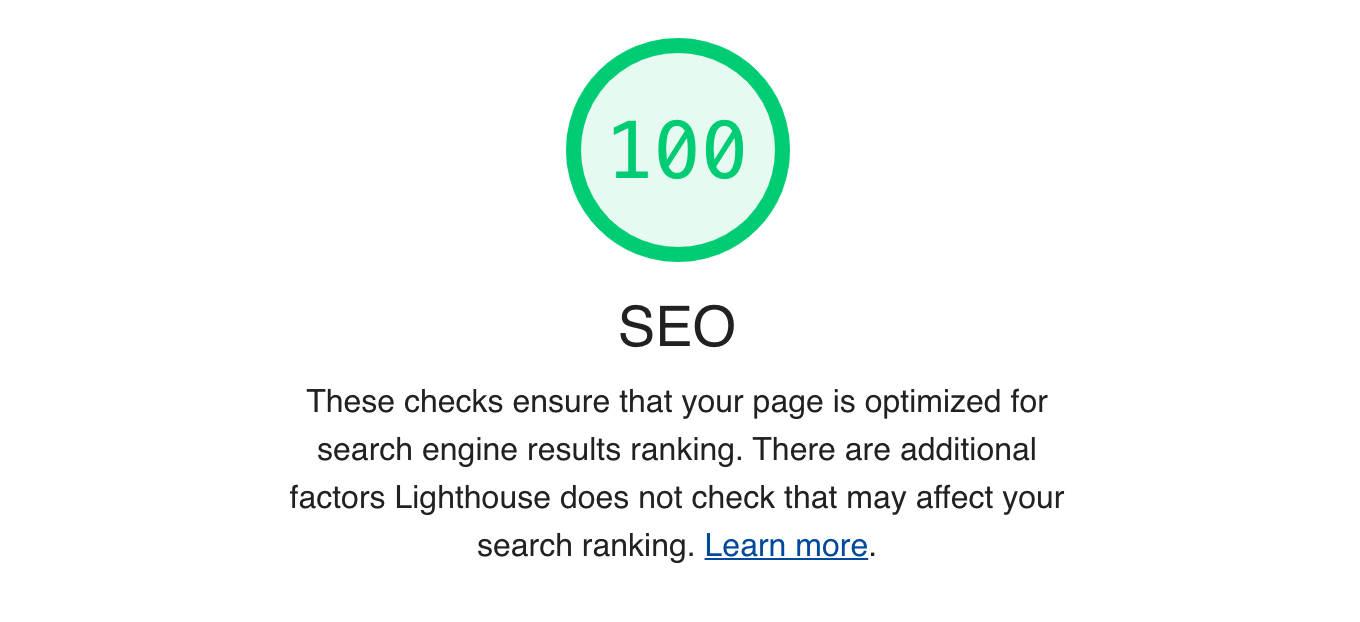 100
SEO
These checks ensure that your page is optimized for
search engine results ranking. There are additional
factors Lighthouse does not check that may affect your
search ranking. Learn more.